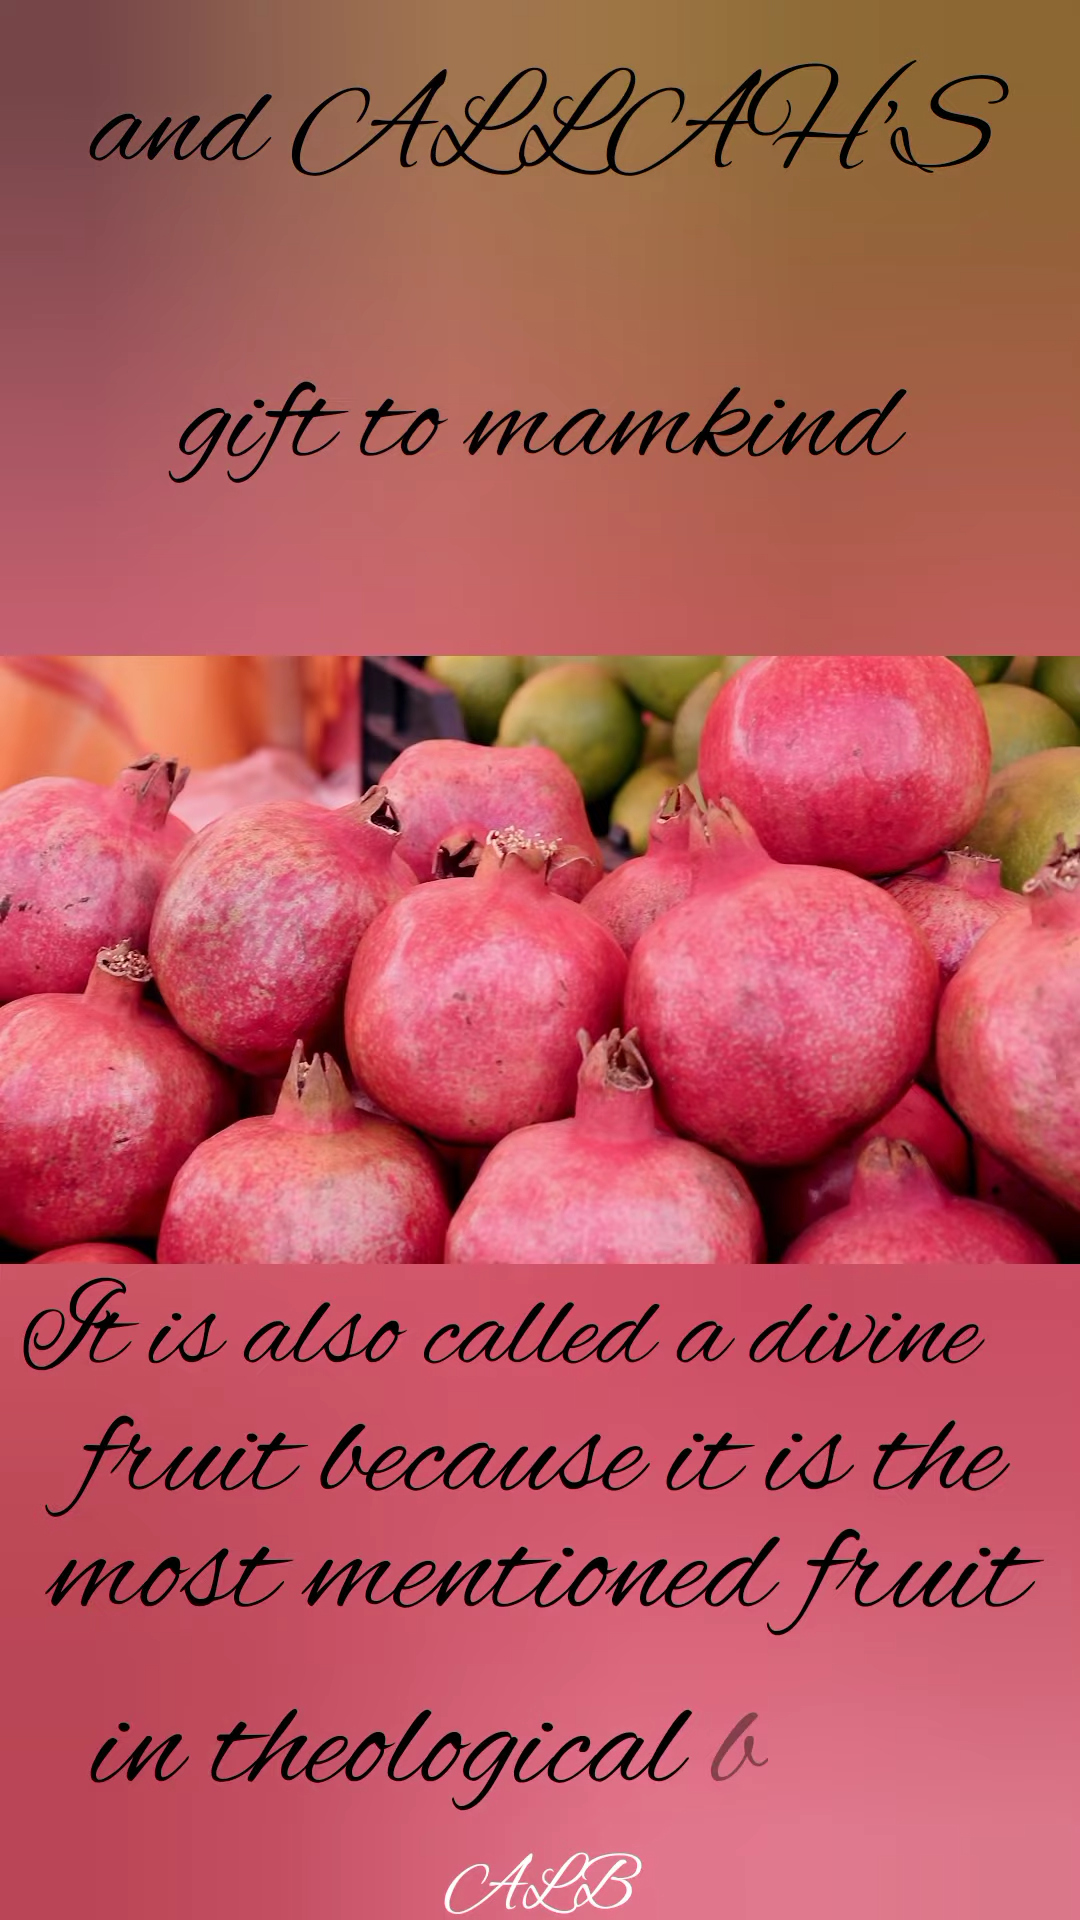 and ALLAH'S
gift to mamkind
It is also called a divine
fruit because it is the
most mentioned fruit
in theological b
ALB